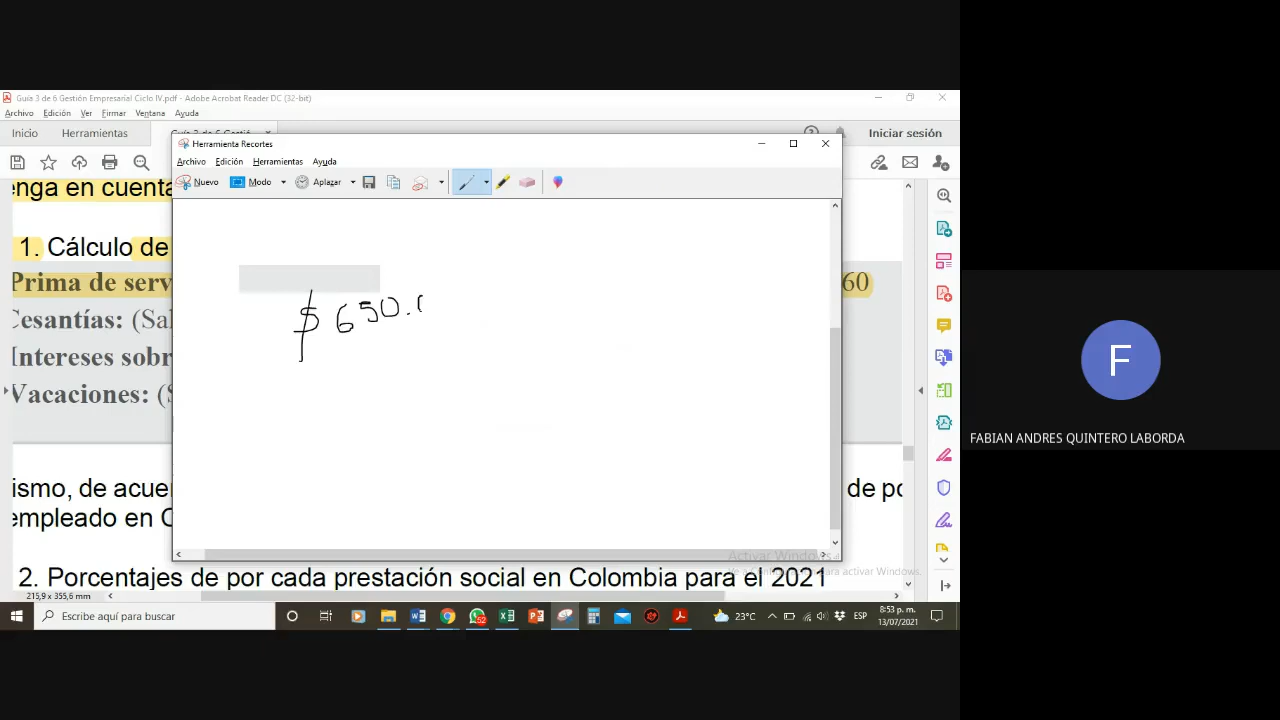 Guía 3 de 6 Gestión Empresarial Ciclo IV.pdf - Adobe Acrobat Reader DC (32-bit)
Archivo Edición Ver Firmar Ventana Ayuda
Inicio Herramientas Iniciar sesión
Herramienta Recortes
Archivo Edición Herramientas Ayuda
Nuevo Modo Aplazar
enga en cuenta
1. Cálculo de
Prima de serv 60
Cesantías: (Sal
Intereses sobr
Vacaciones: (S
$ 650.0
ismo, de acue de po
empleado en C
Activar Windows
2. Porcentajes de por cada prestación social en Colombia para el 2021
215,9 x 355,6 mm
Escribe aquí para buscar
52
23°C ESP
8:53 p. m.
13/07/2021
F
FABIAN ANDRES QUINTERO LABORDA